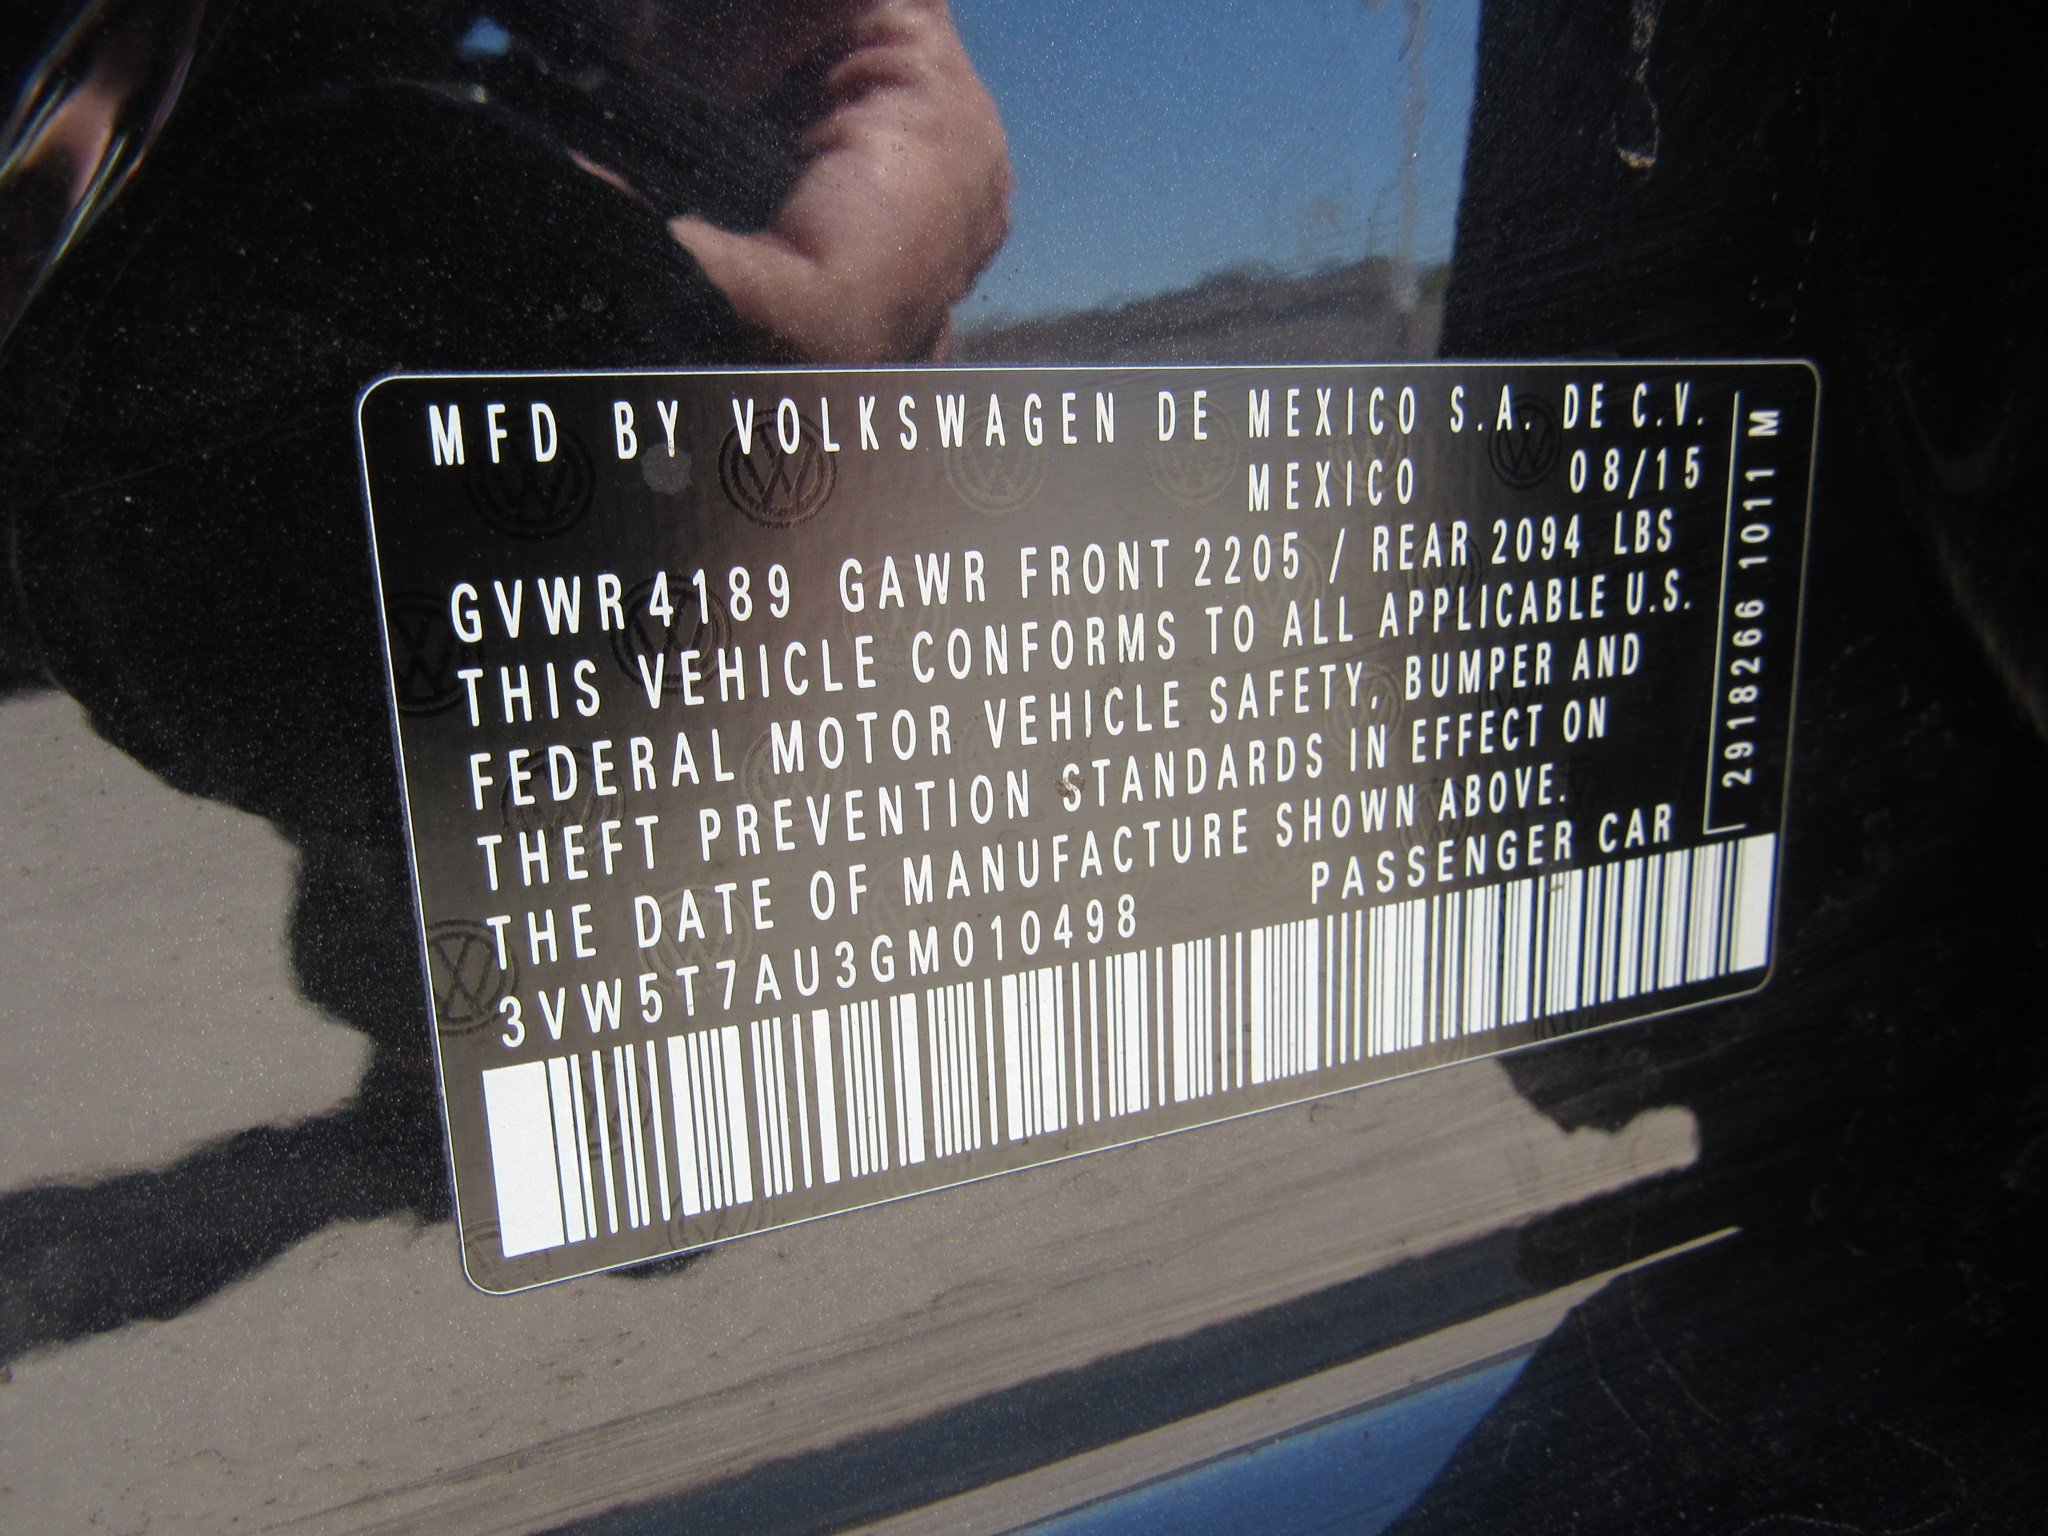 MFD BY VOLKSWAGEN DE MEXICO S.A. DE C.V.
MEXICO 08/15
GVWR 4189 GAWR FRONT 2205 / REAR 2094 LBS
THIS VEHICLE CONFORMS TO ALL APPLICABLE U.S.
FEDERAL MOTOR VEHICLE SAFETY, BUMPER AND
THEFT PREVENTION STANDARDS IN EFFECT ON
THE DATE OF MANUFACTURE SHOWN ABOVE.
3VW5T7AU3GM010498 PASSENGER CAR
2918266 1011 M